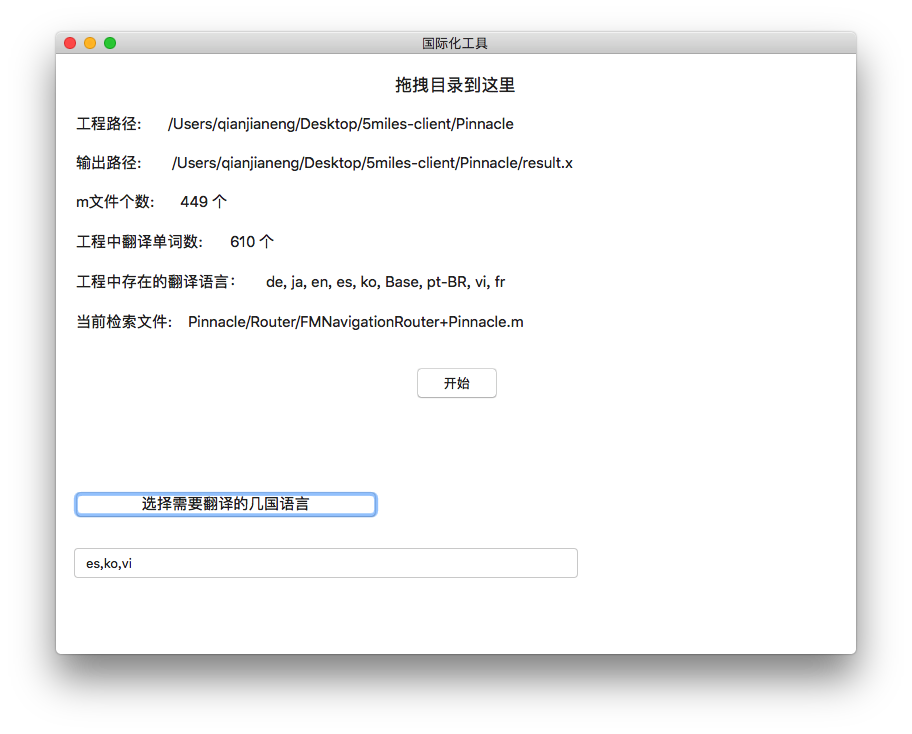 国际化工具
拖拽目录到这里
工程路径: /Users/qianjianeng/Desktop/5miles-client/Pinnacle
输出路径: /Users/qianjianeng/Desktop/5miles-client/Pinnacle/result.x
m文件个数: 449 个
工程中翻译单词数: 610 个
工程中存在的翻译语言： de, ja, en, es, ko, Base, pt-BR, vi, fr
当前检索文件: Pinnacle/Router/FMNavigationRouter+Pinnacle.m
开始
选择需要翻译的几国语言
es,ko,vi